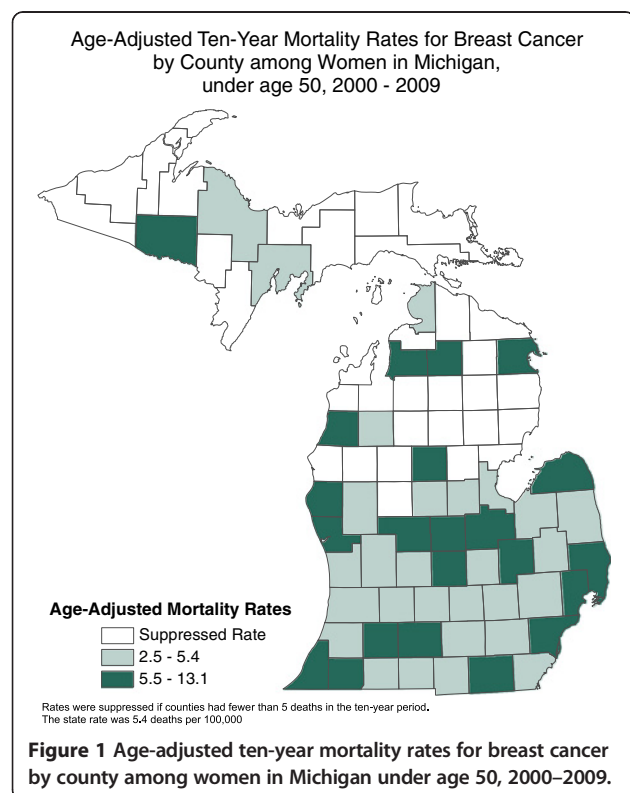 Age-Adjusted Ten-Year Mortality Rates for Breast Cancer
by County among Women in Michigan,
under age 50, 2000 - 2009
Age-Adjusted Mortality Rates
Suppressed Rate
2.5 - 5.4
5.5 - 13.1
Rates were suppressed if counties had fewer than 5 deaths in the ten-year period.
The state rate was 5.4 deaths per 100,000
Figure 1 Age-adjusted ten-year mortality rates for breast cancer
by county among women in Michigan under age 50, 2000–2009.